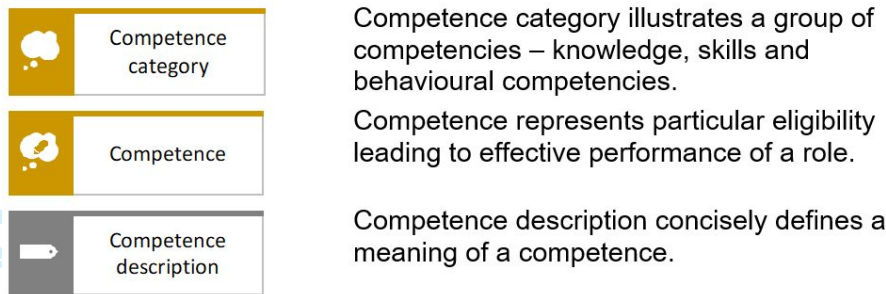 Competence
category
Competence category illustrates a group of
competencies – knowledge, skills and
behavioural competencies.
Competence
Competence represents particular eligibility
leading to effective performance of a role.
Competence
description
Competence description concisely defines a
meaning of a competence.